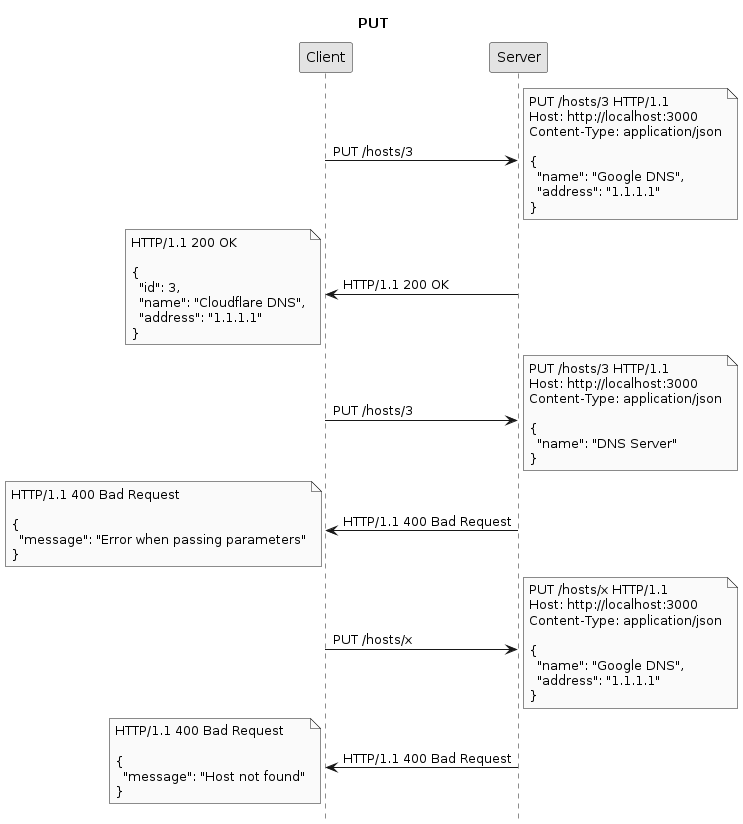 PUT
Client
Server
PUT /hosts/3 HTTP/1.1
Host: http://localhost:3000
Content-Type: application/json
{
"name": "Google DNS",
"address": "1.1.1.1"
}
PUT /hosts/3
HTTP/1.1 200 OK
{
"id": 3,
"name": "Cloudflare DNS",
"address": "1.1.1.1"
}
HTTP/1.1 200 OK
PUT /hosts/3 HTTP/1.1
Host: http://localhost:3000
Content-Type: application/json
{
"name": "DNS Server"
}
PUT /hosts/3
HTTP/1.1 400 Bad Request
{
"message": "Error when passing parameters"
}
HTTP/1.1 400 Bad Request
PUT /hosts/x HTTP/1.1
Host: http://localhost:3000
Content-Type: application/json
{
"name": "Google DNS",
"address": "1.1.1.1"
}
PUT /hosts/x
HTTP/1.1 400 Bad Request
{
"message": "Host not found"
}
HTTP/1.1 400 Bad Request